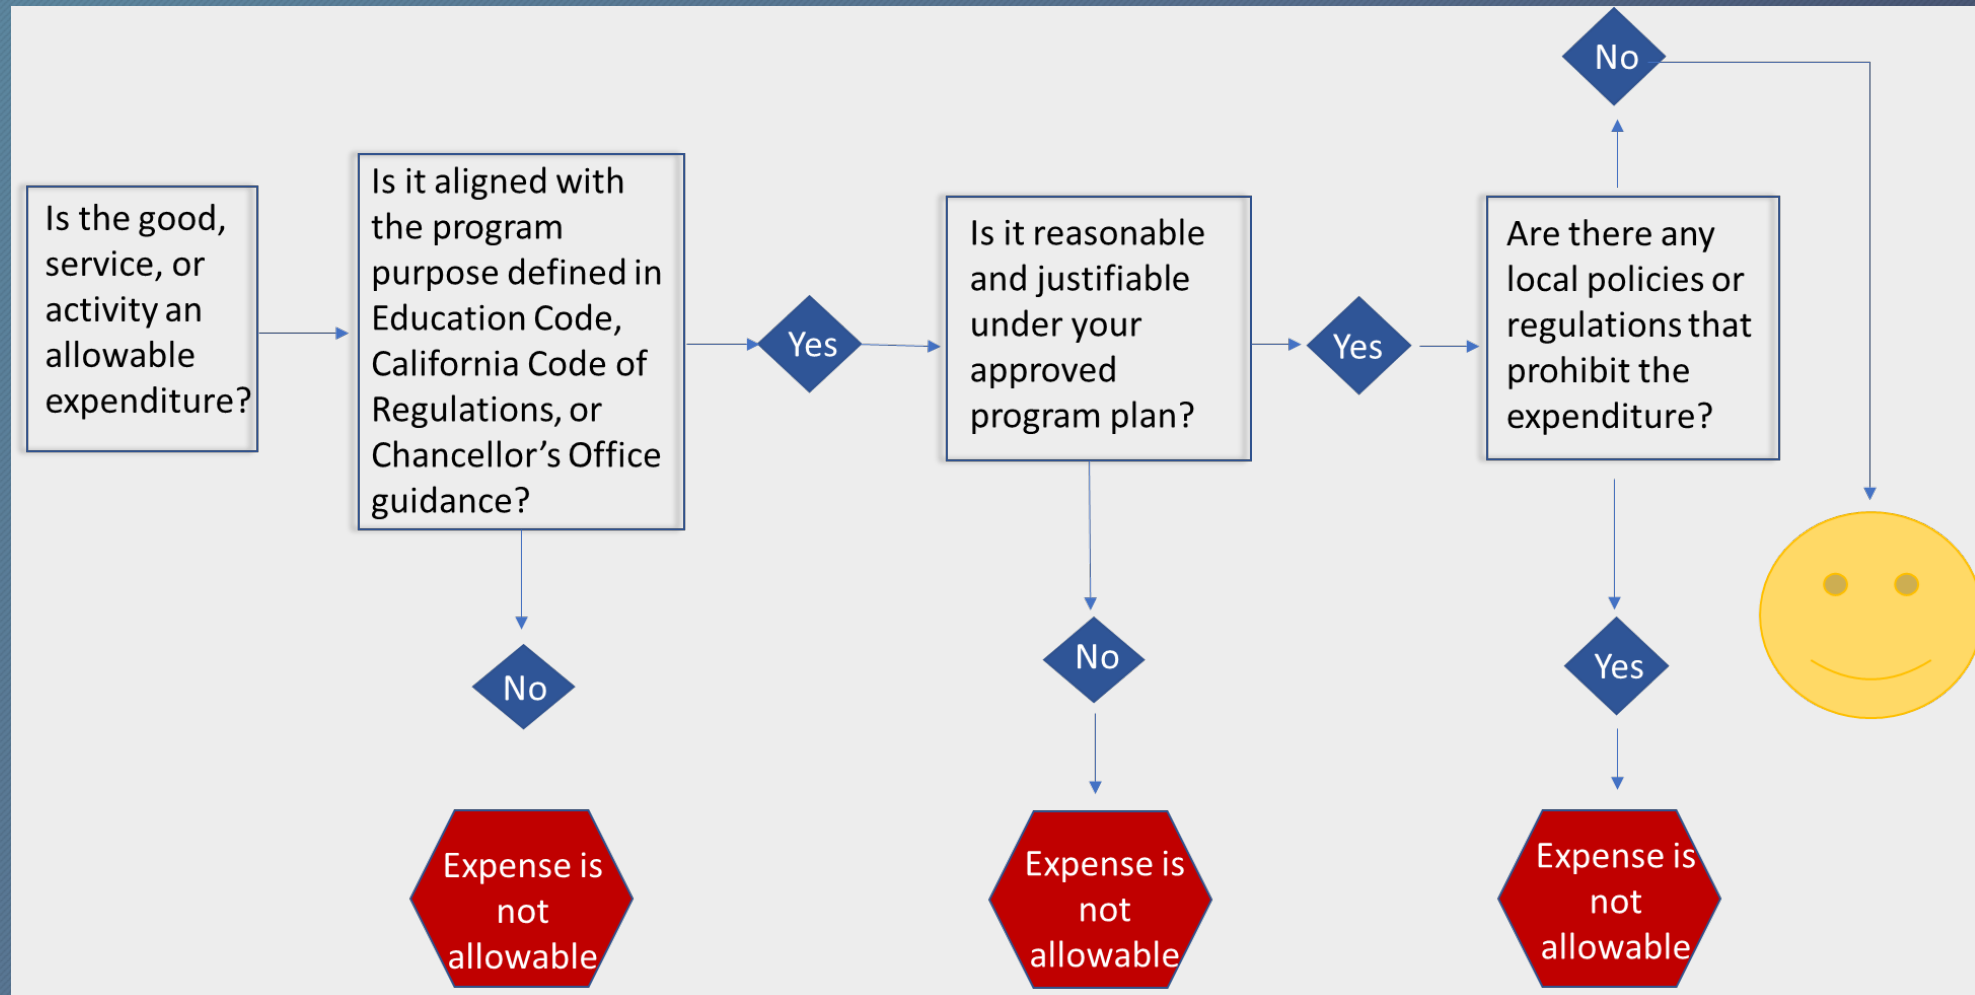 Is the good,
service, or
activity an
allowable
expenditure?
Is it aligned with
the program
purpose defined in
Education Code,
California Code of
Regulations, or
Chancellor’s Office
guidance?
Yes
No
Expense is
not
allowable
Is it reasonable
and justifiable
under your
approved
program plan?
Yes
No
Expense is
not
allowable
Are there any
local policies or
regulations that
prohibit the
expenditure?
No
Yes
Expense is
not
allowable